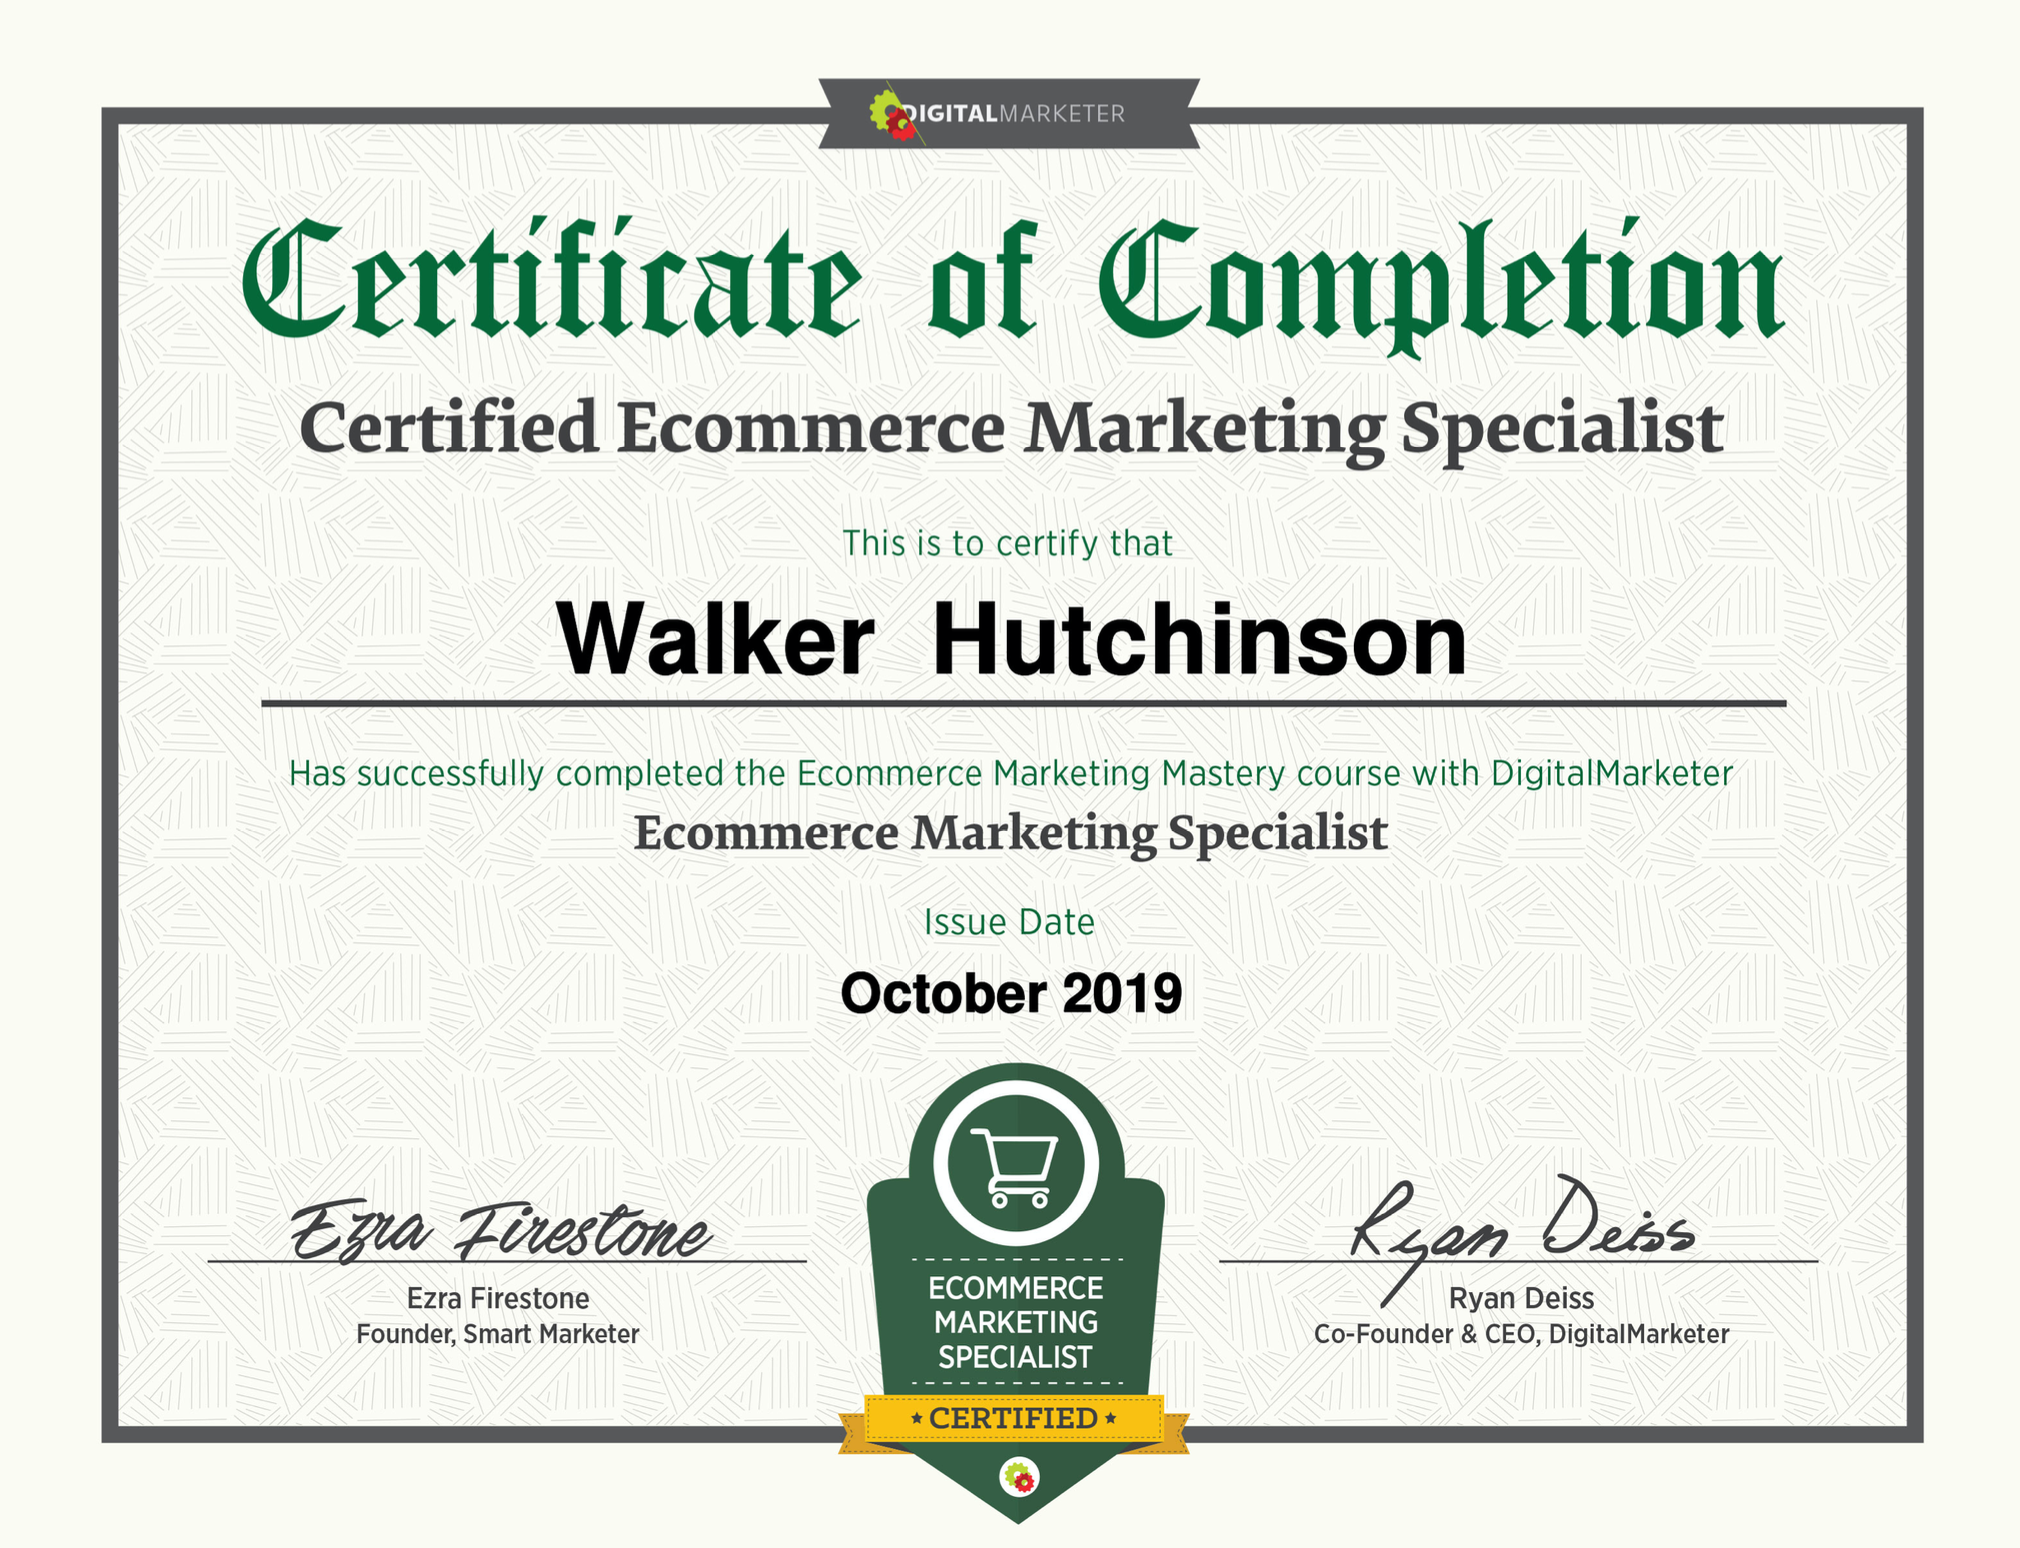 DIGITALMARKETER
Certificate of Completion
Certified Ecommerce Marketing Specialist
This is to certify that
Walker Hutchinson
Has successfully completed the Ecommerce Marketing Mastery course with DigitalMarketer
Ecommerce Marketing Specialist
Issue Date
October 2019
Ezra Firestone
Ezra Firestone
Founder, Smart Marketer
ECOMMERCE
MARKETING
SPECIALIST
CERTIFIED
Ryan Deiss
Ryan Deiss
Co-Founder & CEO, DigitalMarketer